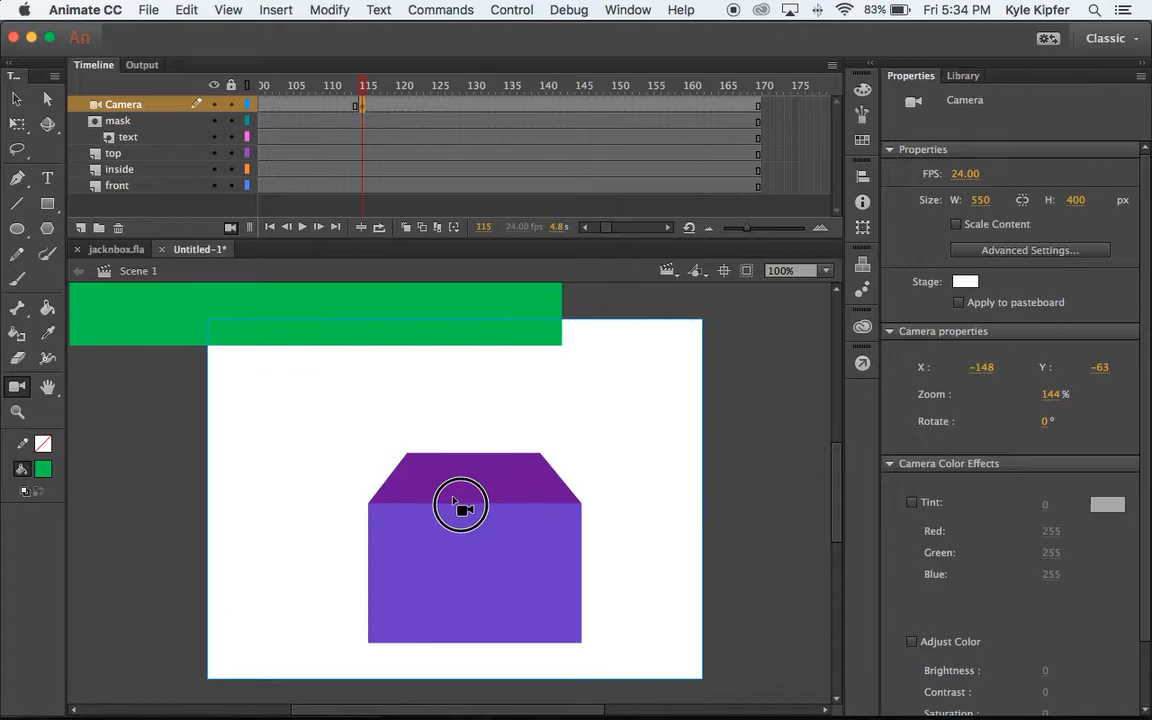 Animate CC File Edit View Insert Modify Text Commands Control Debug Window Help 83% Fri 5:34 PM Kyle Kipfer
An Classic
T...
Timeline Output
Properties Library
00 105 110 115 120 125 130 135 140 145 150 155 160 165 170 175
Camera
mask
text
top
inside
front
115 24.00 fps 4.8 s
jacknbox.fla Untitled-1*
Scene 1
100%
Camera
Properties
FPS: 24.00
Size: W: 550 H: 400 px
Scale Content
Advanced Settings...
Stage:
Apply to pasteboard
Camera properties
X : -148 Y : -63
Zoom : 144 %
Rotate : 0 °
Camera Color Effects
Tint: 0
Red: 255
Green: 255
Blue: 255
Adjust Color
Brightness : 0
Contrast : 0
Saturation : 0